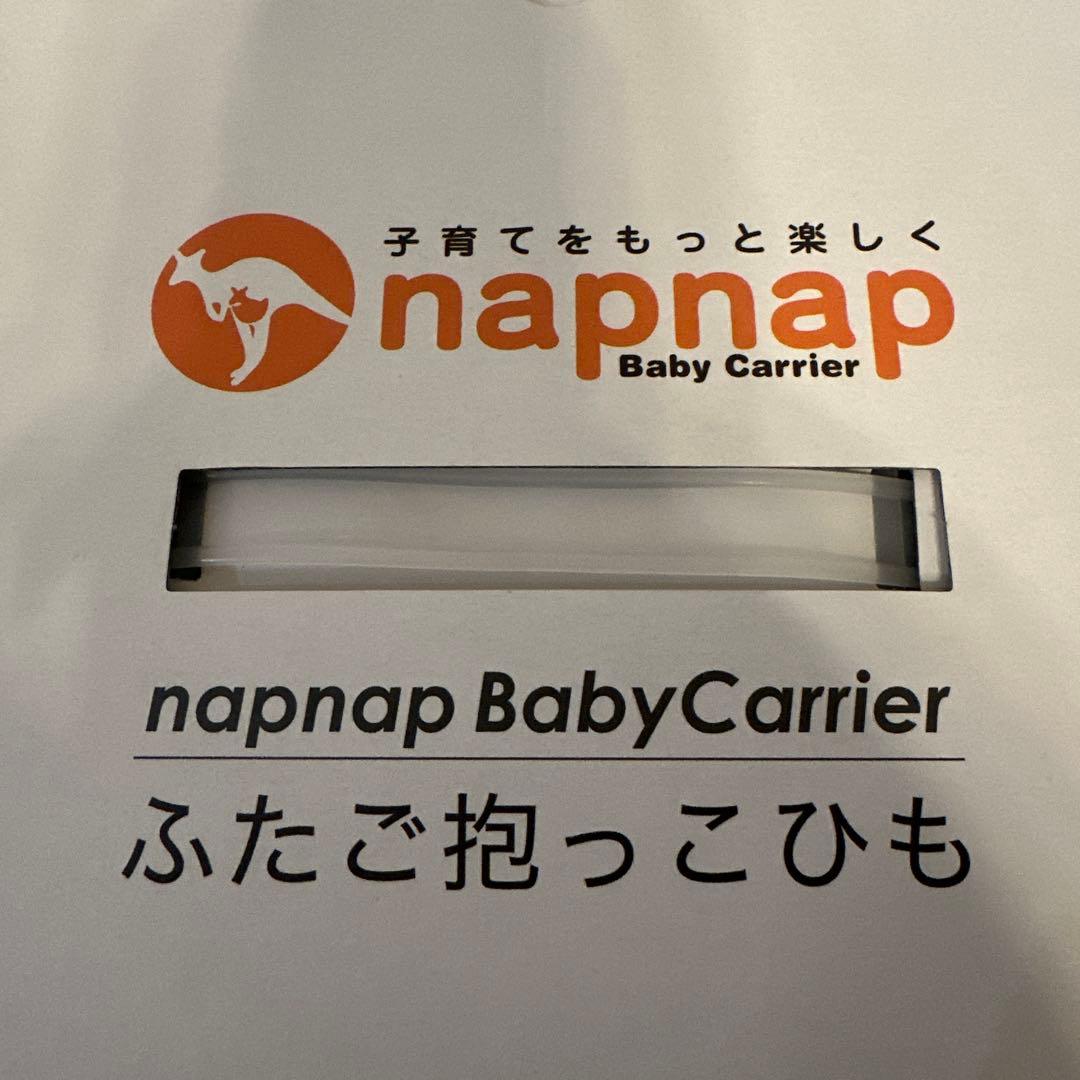 子育てをもっと楽しく
napnap
Baby Carrier
napnap BabyCarrier
ふたご抱っこひも